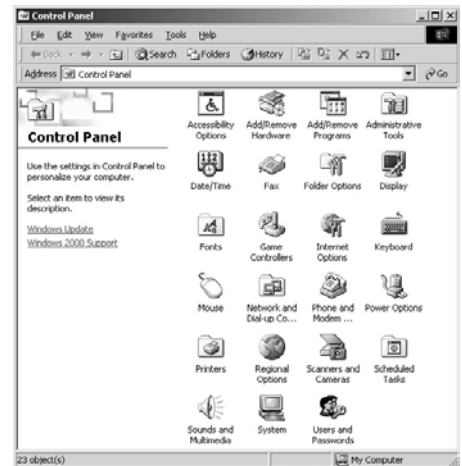 Control Panel
File Edit View Favorites Tools Help
Back Search Folders History
Address Control Panel Go
Control Panel
Use the settings in Control Panel to
personalize your computer.
Select an item to view its
description.
Windows Update
Windows 2000 Support
Accessibility
Options
Add/Remove
Hardware
Add/Remove
Programs
Administrative
Tools
Date/Time
Fax
Folder Options
Display
Fonts
Game
Controllers
Internet
Options
Keyboard
Mouse
Network and
Dial-up Co...
Phone and
Modem ...
Power Options
Printers
Regional
Options
Scanners and
Cameras
Scheduled
Tasks
Sounds and
Multimedia
System
Users and
Passwords
23 object(s) My Computer